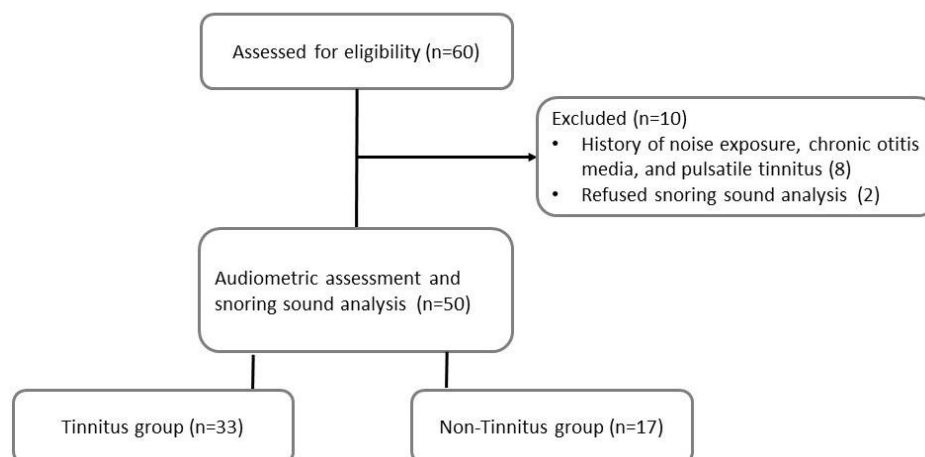 Assessed for eligibility (n=60)
Excluded (n=10)
• History of noise exposure, chronic otitis
media, and pulsatile tinnitus (8)
• Refused snoring sound analysis (2)
Audiometric assessment and
snoring sound analysis (n=50)
Tinnitus group (n=33)
Non-Tinnitus group (n=17)